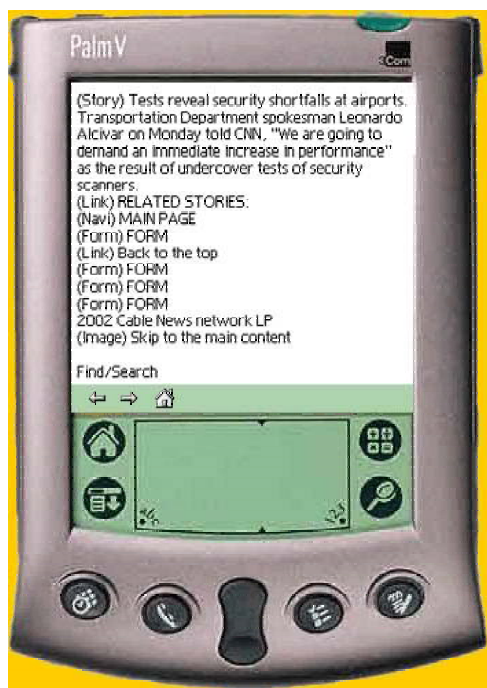 Palm V
3Com
(Story) Tests reveal security shortfalls at airports.
Transportation Department spokesman Leonardo
Alcivar on Monday told CNN, "We are going to
demand an immediate increase in performance"
as the result of undercover tests of security
scanners.
(Link) RELATED STORIES:
(Navi) MAIN PAGE
(Form) FORM
(Link) Back to the top
(Form) FORM
(Form) FORM
(Form) FORM
2002 Cable News network LP
(Image) Skip to the main content
Find/Search